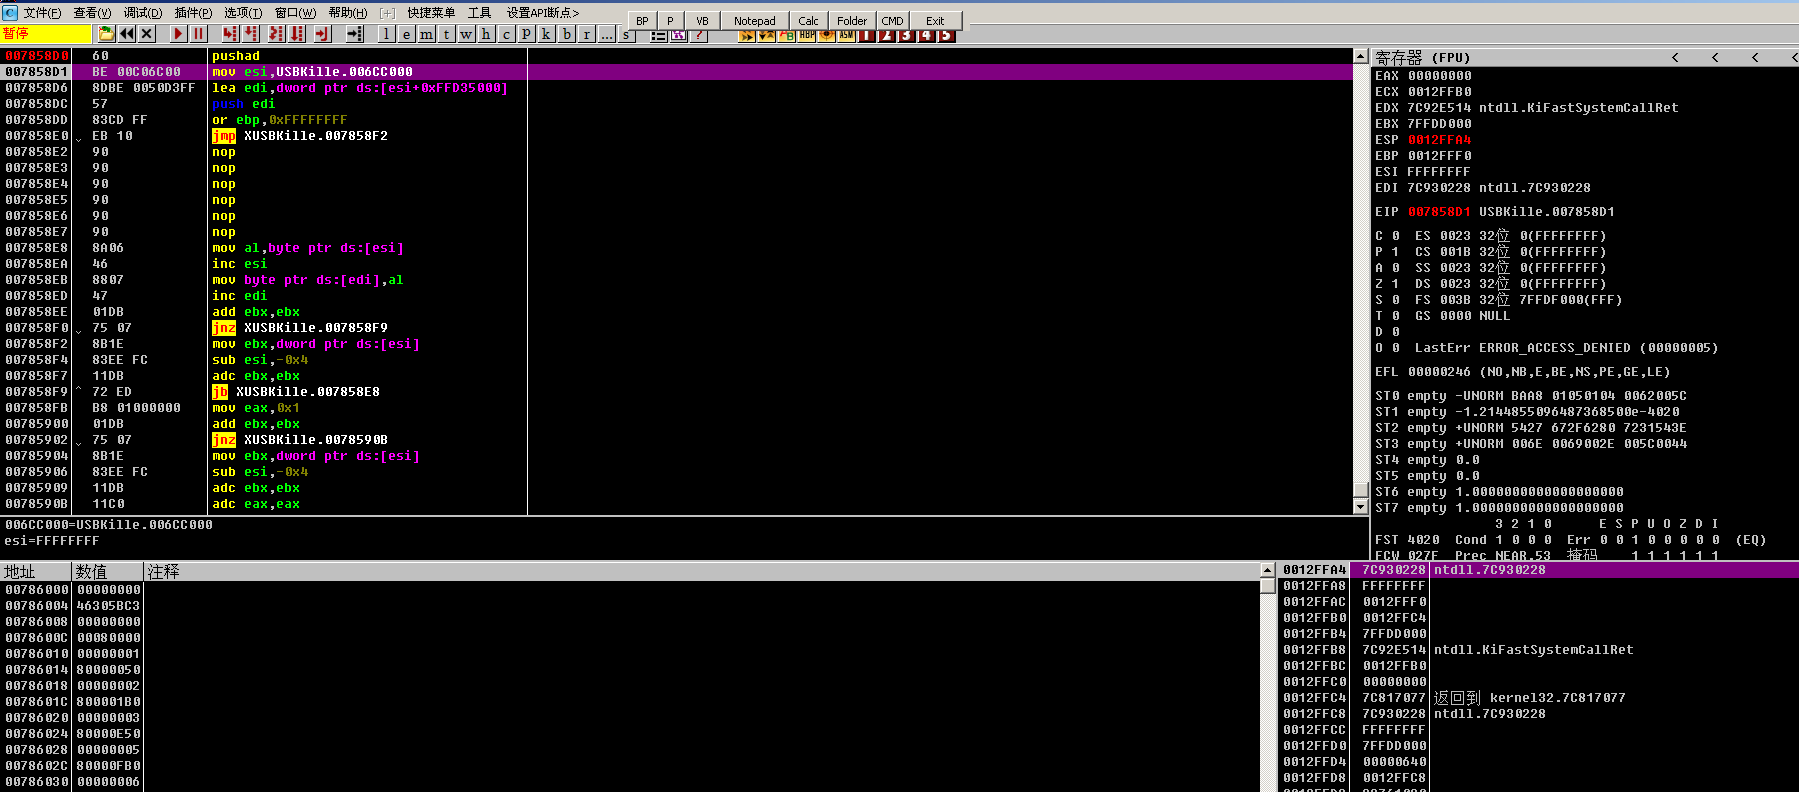 文件(F) 查看(V) 调试(D) 插件(P) 选项(T) 窗口(W) 帮助(H) [+] 快捷菜单 工具 设置API断点>
BP P VB Notepad Calc Folder CMD Exit
暂停 l e m t w h c p k b r ... s
007858D0 60 pushad
007858D1 BE 00C06C00 mov esi,USBKille.006CC000
007858D6 8DBE 0050D3FF lea edi,dword ptr ds:[esi+0xFFD35000]
007858DC 57 push edi
007858DD 83CD FF or ebp,0xFFFFFFFF
007858E0 EB 10 jmp XUSBKille.007858F2
007858E2 90 nop
007858E3 90 nop
007858E4 90 nop
007858E5 90 nop
007858E6 90 nop
007858E7 90 nop
007858E8 8A06 mov al,byte ptr ds:[esi]
007858EA 46 inc esi
007858EB 8807 mov byte ptr ds:[edi],al
007858ED 47 inc edi
007858EE 01DB add ebx,ebx
007858F0 75 07 jnz XUSBKille.007858F9
007858F2 8B1E mov ebx,dword ptr ds:[esi]
007858F4 83EE FC sub esi,-0x4
007858F7 11DB adc ebx,ebx
007858F9 72 ED jb XUSBKille.007858E8
007858FB B8 01000000 mov eax,0x1
00785900 01DB add ebx,ebx
00785902 75 07 jnz XUSBKille.0078590B
00785904 8B1E mov ebx,dword ptr ds:[esi]
00785906 83EE FC sub esi,-0x4
00785909 11DB adc ebx,ebx
0078590B 11C0 adc eax,eax
006CC000=USBKille.006CC000
esi=FFFFFFFF
寄存器 (FPU) < < < <
EAX 00000000
ECX 0012FFB0
EDX 7C92E514 ntdll.KiFastSystemCallRet
EBX 7FFDD000
ESP 0012FFA4
EBP 0012FFF0
ESI FFFFFFFF
EDI 7C930228 ntdll.7C930228
EIP 007858D1 USBKille.007858D1
C 0 ES 0023 32位 0(FFFFFFFF)
P 1 CS 001B 32位 0(FFFFFFFF)
A 0 SS 0023 32位 0(FFFFFFFF)
Z 1 DS 0023 32位 0(FFFFFFFF)
S 0 FS 003B 32位 7FFDF000(FFF)
T 0 GS 0000 NULL
D 0
O 0 LastErr ERROR_ACCESS_DENIED (00000005)
EFL 00000246 (NO,NB,E,BE,NS,PE,GE,LE)
ST0 empty -UNORM BAA8 01050104 0062005C
ST1 empty -1.2144855096487368500e-4020
ST2 empty +UNORM 5427 672F6280 7231543E
ST3 empty +UNORM 006E 0069002E 005C0044
ST4 empty 0.0
ST5 empty 0.0
ST6 empty 1.0000000000000000000
ST7 empty 1.0000000000000000000
3 2 1 0 E S P U O Z D I
FST 4020 Cond 1 0 0 0 Err 0 0 1 0 0 0 0 0 (EQ)
FCW 027F Prec NEAR,53 掩码 1 1 1 1 1 1
地址 数值 注释
00786000 00000000
00786004 46305BC3
00786008 00000000
0078600C 00080000
00786010 00000001
00786014 80000050
00786018 00000002
0078601C 800001B0
00786020 00000003
00786024 80000E50
00786028 00000005
0078602C 80000FB0
00786030 00000006
0012FFA4 7C930228 ntdll.7C930228
0012FFA8 FFFFFFFF
0012FFAC 0012FFF0
0012FFB0 0012FFC4
0012FFB4 7FFDD000
0012FFB8 7C92E514 ntdll.KiFastSystemCallRet
0012FFBC 0012FFB0
0012FFC0 00000000
0012FFC4 7C817077 返回到 kernel32.7C817077
0012FFC8 7C930228 ntdll.7C930228
0012FFCC FFFFFFFF
0012FFD0 7FFDD000
0012FFD4 00000640
0012FFD8 0012FFC8